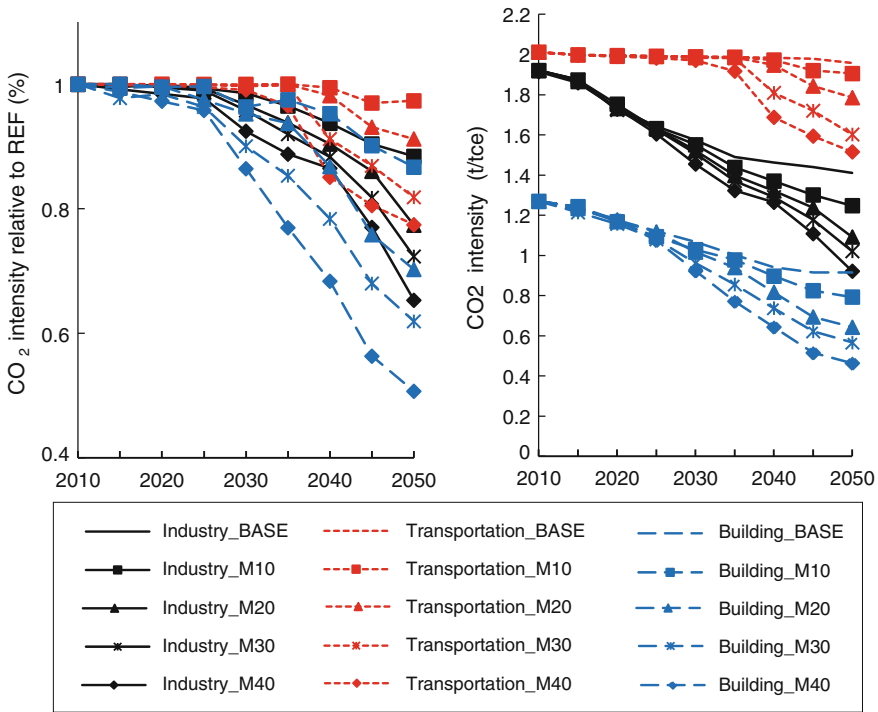 CO2 intensity relative to REF (%)
1
0.8
0.6
0.4
2010 2020 2030 2040 2050
CO2 intensity (t/tce)
2.2
2
1.8
1.6
1.4
1.2
1
0.8
0.6
0.4
0.2
0
2010 2020 2030 2040 2050
Industry_BASE Transportation_BASE Building_BASE
Industry_M10 Transportation_M10 Building_M10
Industry_M20 Transportation_M20 Building_M20
Industry_M30 Transportation_M30 Building_M30
Industry_M40 Transportation_M40 Building_M40